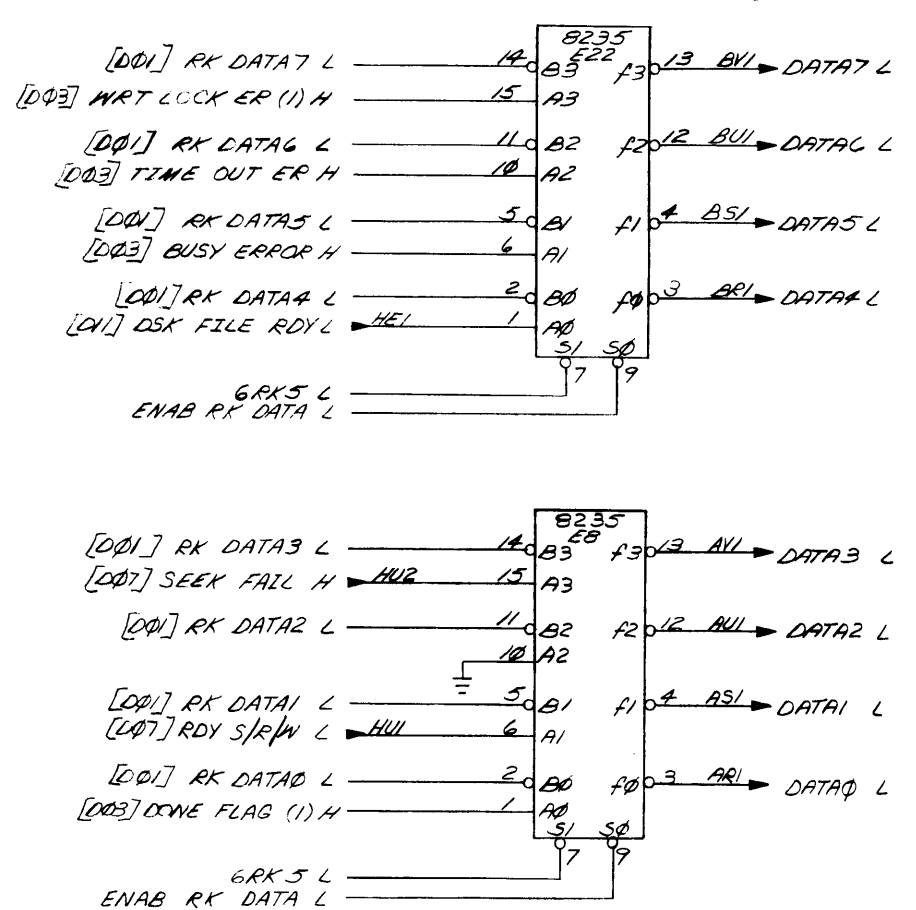 8235
E22
[DØ1] RK DATA7 L 14 B3 f3 13 BV1 DATA7 L
[DØ3] WRT LOCK ER (1) H 15 A3
[DØ1] RK DATA6 L 11 B2 f2 12 BU1 DATA6 L
[DØ3] TIME OUT ER H 1Ø A2
[DØ1] RK DATA5 L 5 B1 f1 4 BS1 DATA5 L
[DØ3] BUSY ERROR H 6 A1
[DØ1] RK DATA4 L 2 BØ fØ 3 BR1 DATA4 L
[D11] DSK FILE RDY L HE1 1 AØ
S1 SØ
7 9
6RK5 L
ENAB RK DATA L
8235
E8
[DØ1] RK DATA3 L 14 B3 f3 13 AV1 DATA3 L
[DØ7] SEEK FAIL H HU2 15 A3
[DØ1] RK DATA2 L 11 B2 f2 12 AU1 DATA2 L
1Ø A2
[DØ1] RK DATA1 L 5 B1 f1 4 AS1 DATA1 L
[DØ7] RDY S/R/W L HU1 6 A1
[DØ1] RK DATAØ L 2 BØ fØ 3 AR1 DATAØ L
[DØ3] DONE FLAG (1) H 1 AØ
S1 SØ
7 9
6RK5 L
ENAB RK DATA L